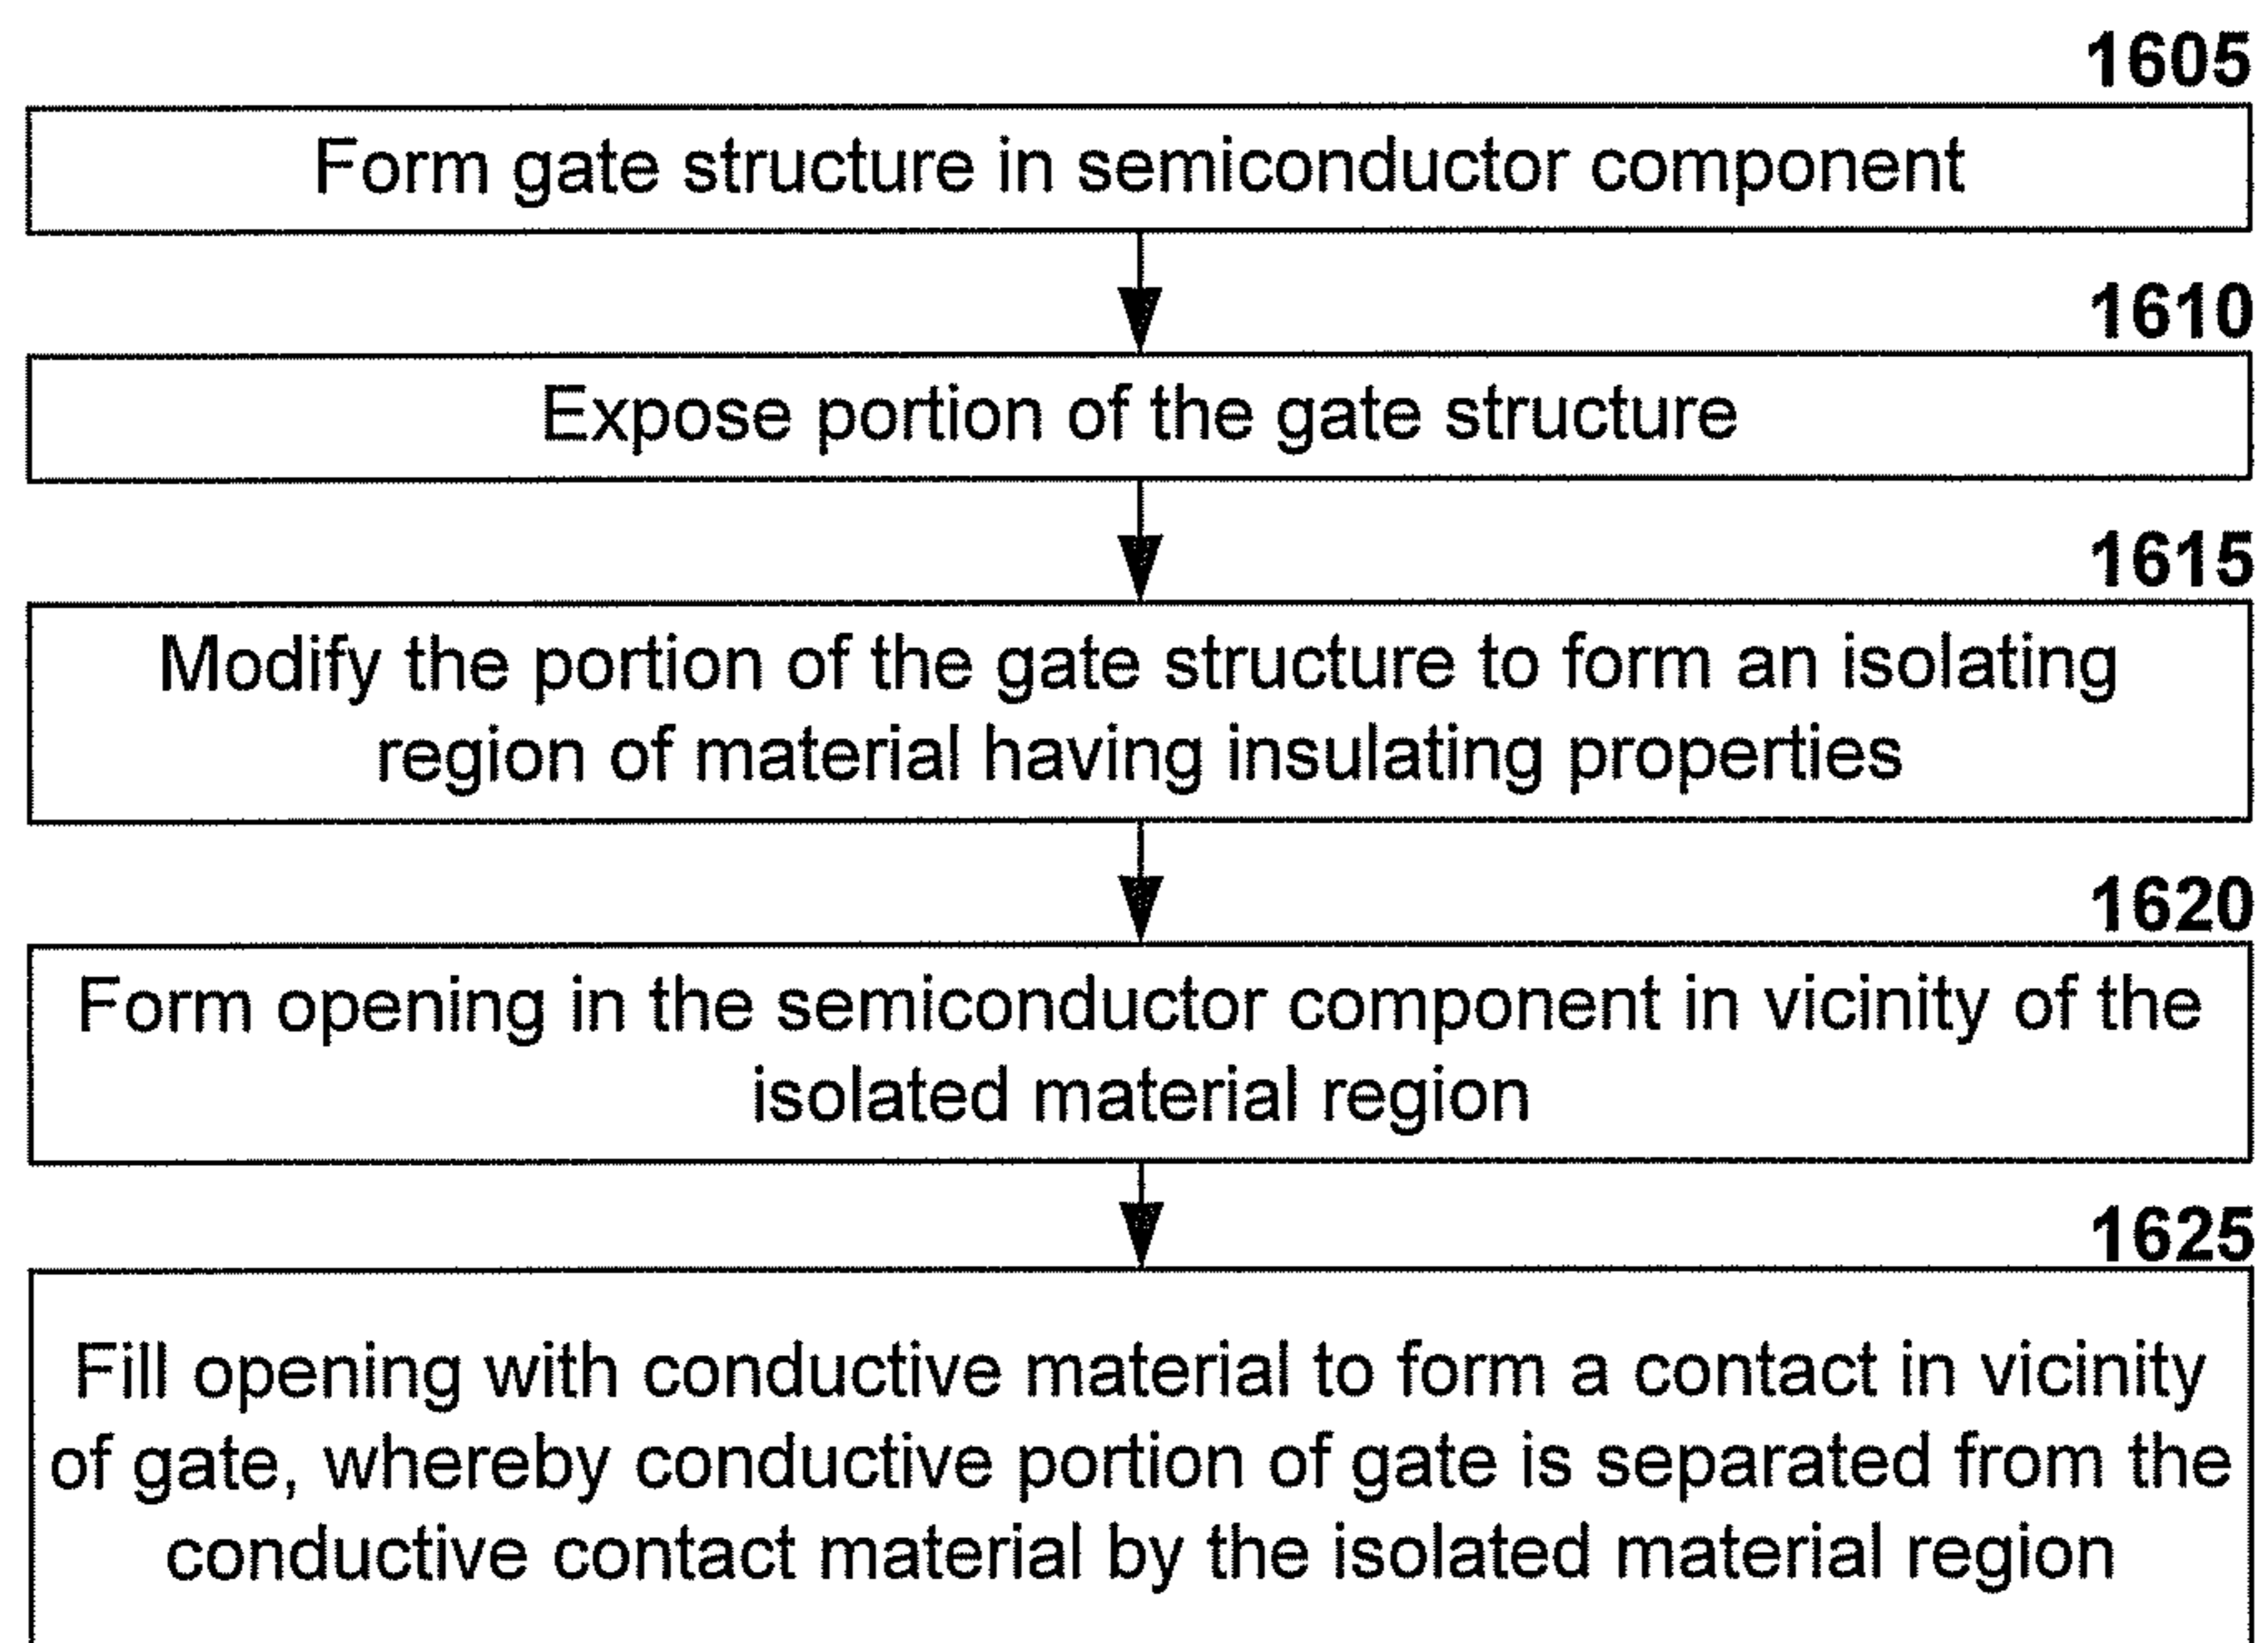 1605
Form gate structure in semiconductor component
1610
Expose portion of the gate structure
1615
Modify the portion of the gate structure to form an isolating
region of material having insulating properties
1620
Form opening in the semiconductor component in vicinity of the
isolated material region
1625
Fill opening with conductive material to form a contact in vicinity
of gate, whereby conductive portion of gate is separated from the
conductive contact material by the isolated material region